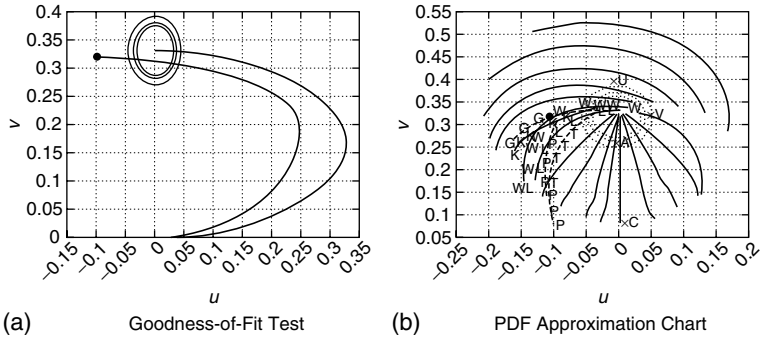 0.4
0.35
0.3
0.25
0.2
0.15
0.1
0.05
0
v
−0.15
−0.1
−0.05
0
0.05
0.1
0.15
0.2
0.25
0.3
0.35
u
(a) Goodness-of-Fit Test
0.55
0.5
0.45
0.4
0.35
0.3
0.25
0.2
0.15
0.1
0.05
v
×U
W W W W
W L V
G K L
G W L T
G K W P T ×A
K W L T
W L P T
WL H T
P
P
P ×C
−0.25
−0.2
−0.15
−0.1
−0.05
0
0.05
0.1
0.15
0.2
u
(b) PDF Approximation Chart